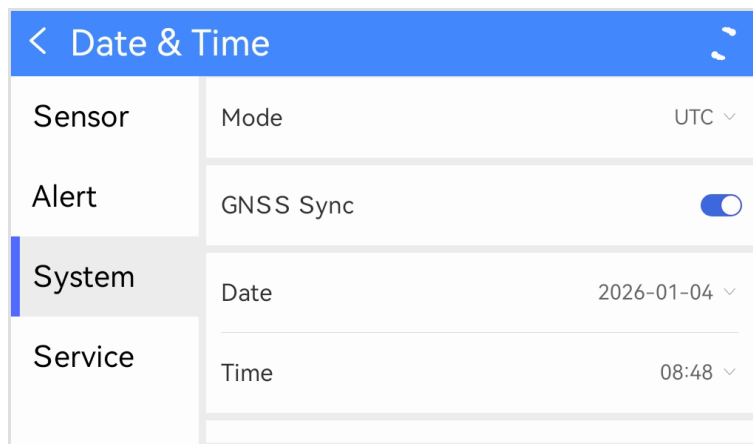 Date & Time
Sensor
Alert
System
Service
Mode UTC
GNSS Sync
Date 2026-01-04
Time 08:48